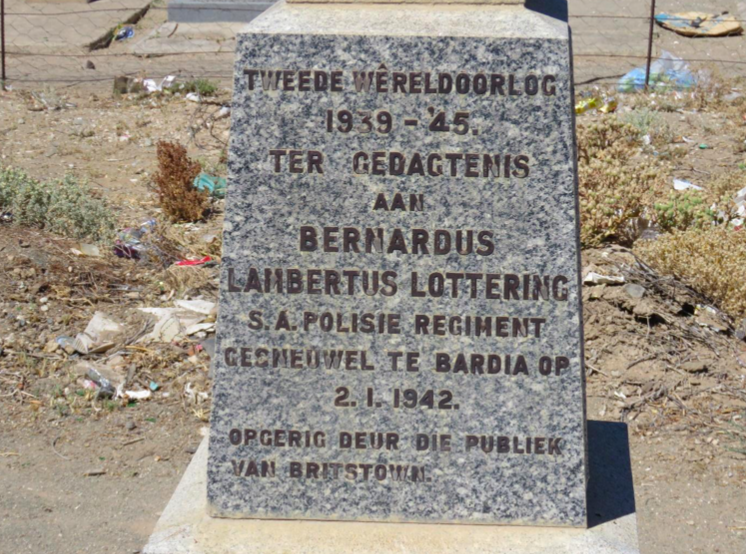 TWEEDE WÊRELDOORLOG
1939 - '45.
TER GEDAGTENIS
AAN
BERNARDUS
LAMBERTUS LOTTERING
S.A. POLISIE REGIMENT
GESNEUWEL TE BARDIA OP
2. 1. 1942.
OPGERIG DEUR DIE PUBLIEK
VAN BRITSTOWN.